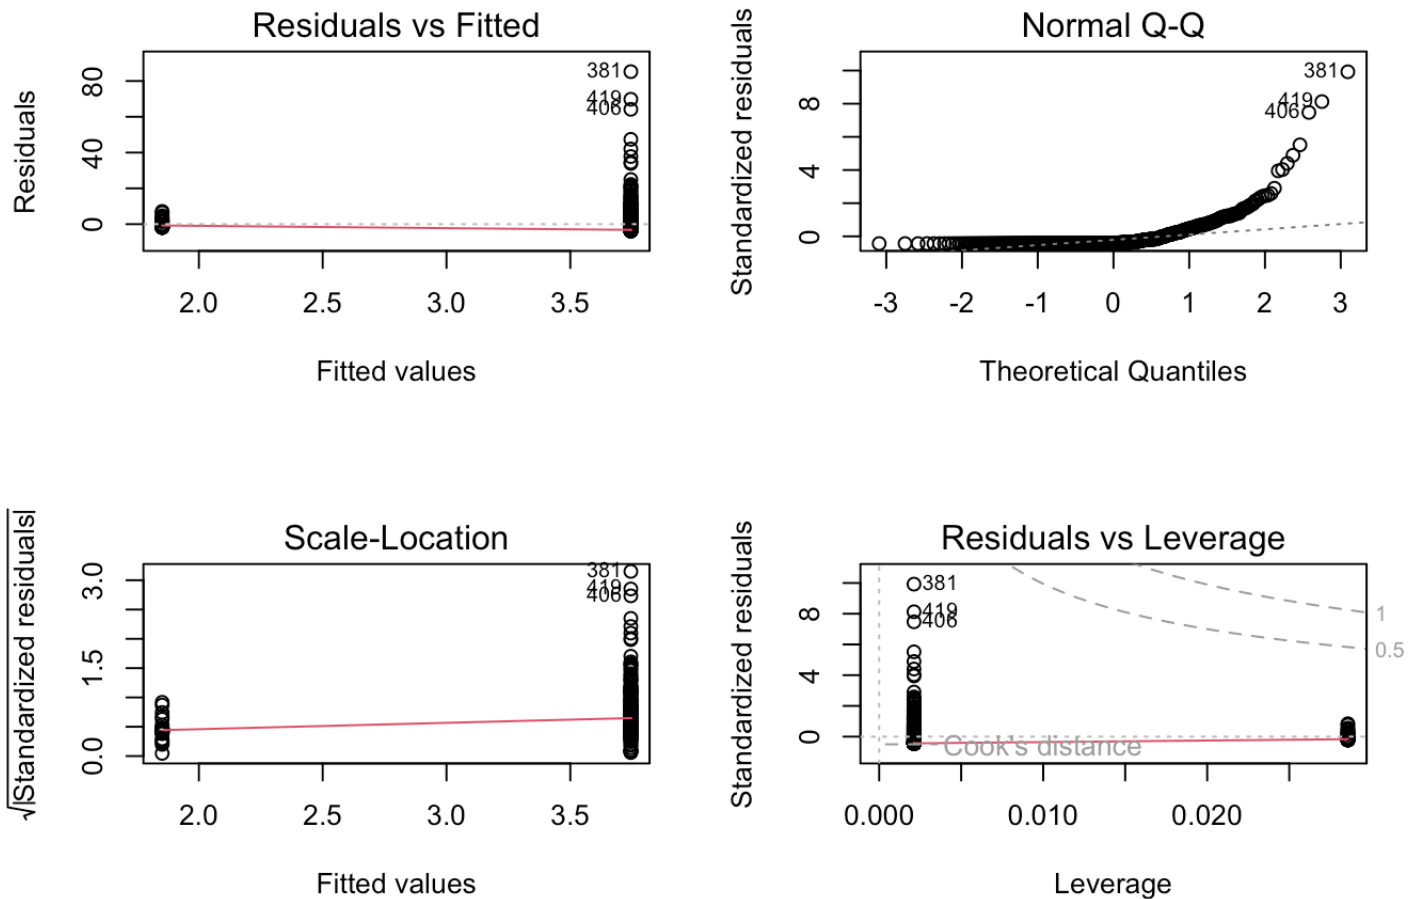 Residuals vs Fitted
Residuals
80
40
0
381
419
406
2.0 2.5 3.0 3.5
Fitted values
Normal Q-Q
Standardized residuals
8
4
0
381
419
406
-3 -2 -1 0 1 2 3
Theoretical Quantiles
Scale-Location
√|Standardized residuals|
3.0
1.5
0.0
381
419
406
2.0 2.5 3.0 3.5
Fitted values
Residuals vs Leverage
Standardized residuals
8
4
0
381
419
406
1
0.5
Cook's distance
0.000 0.010 0.020
Leverage